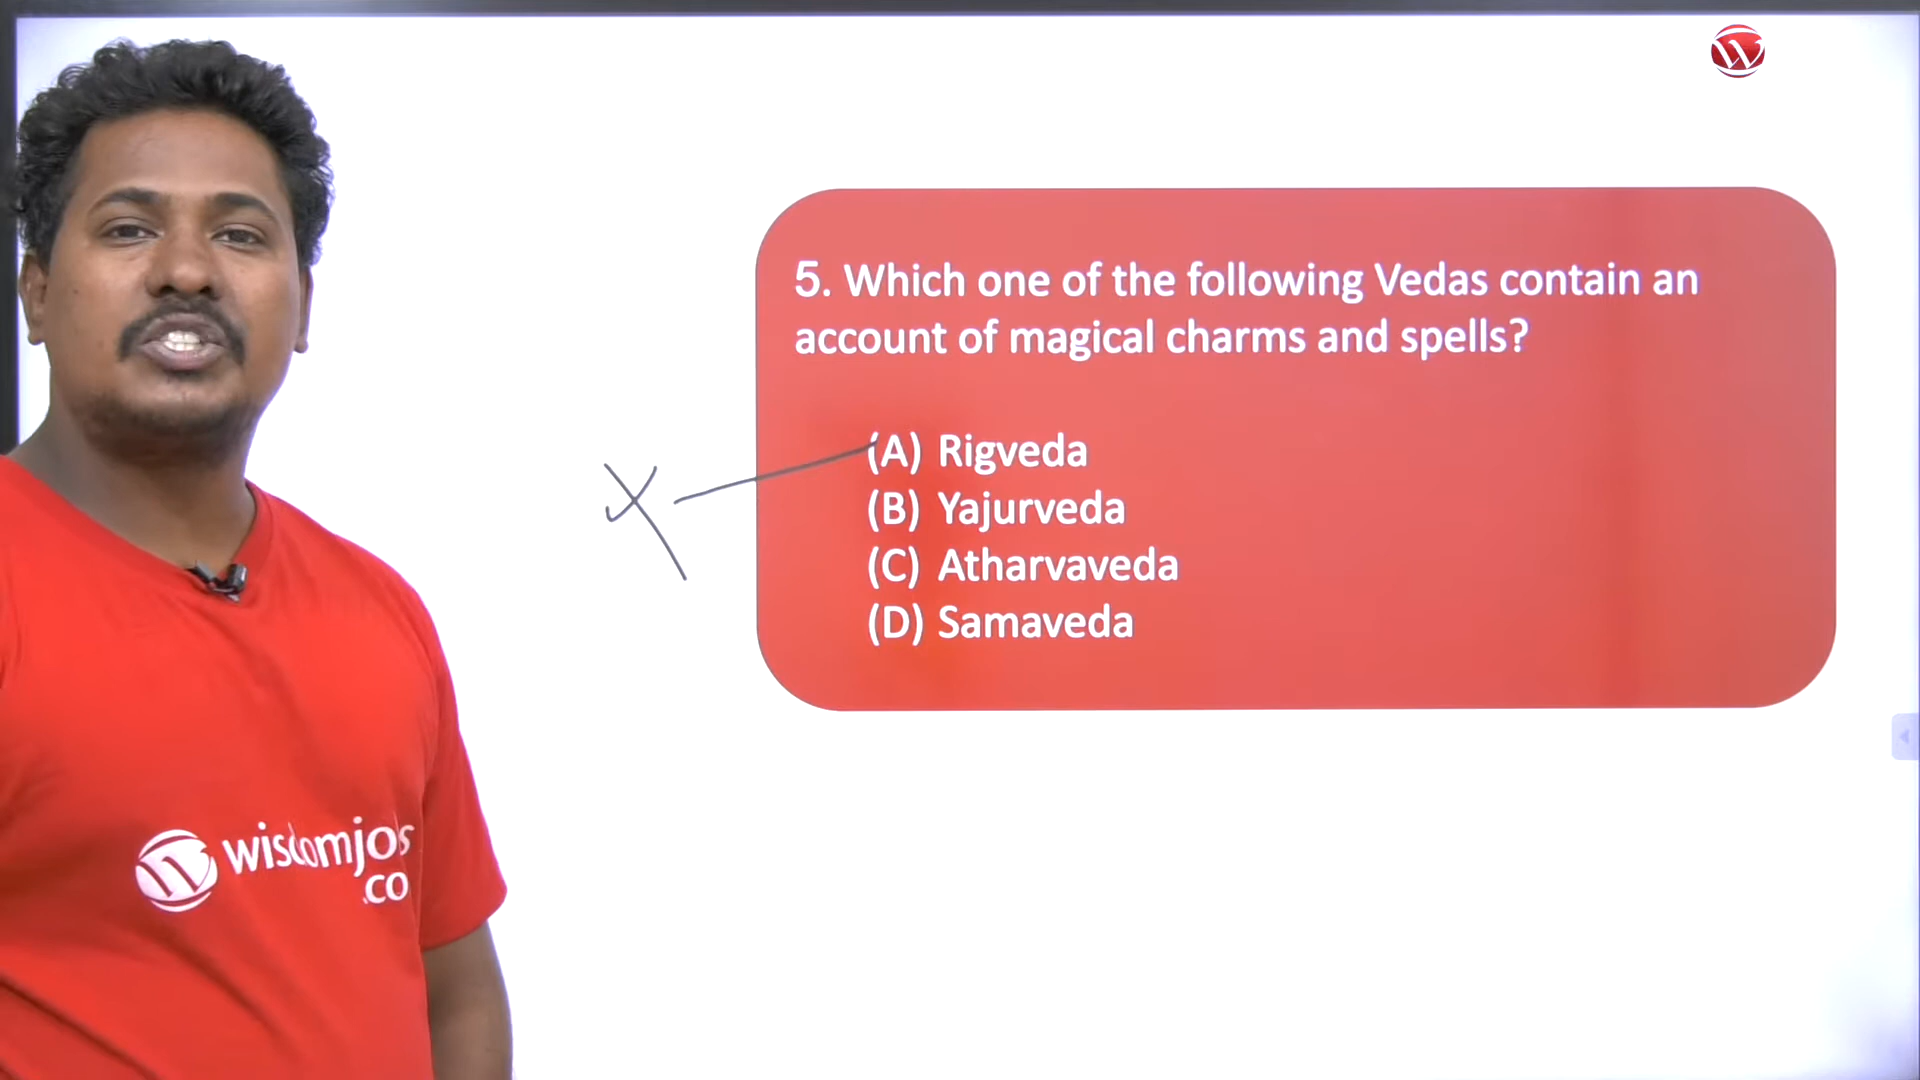 5. Which one of the following Vedas contain an
account of magical charms and spells?
(A) Rigveda
(B) Yajurveda
(C) Atharvaveda
(D) Samaveda
wisdomjobs
.co